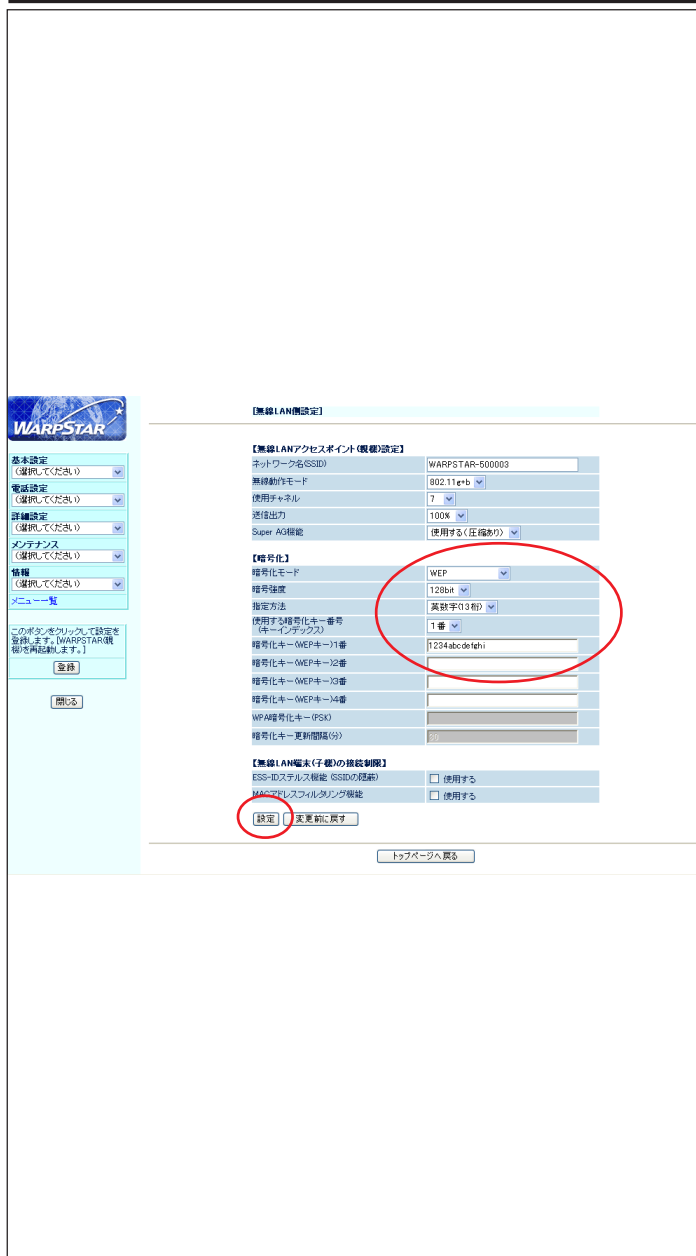 WARPSTAR
基本設定
(選択してください)
電話設定
(選択してください)
詳細設定
(選択してください)
メンテナンス
(選択してください)
情報
(選択してください)
メニュー一覧
このボタンをクリックして設定を
登録します。[WARPSTAR(親
機)を再起動します。]
登録
閉じる
[無線LAN側設定]
【無線LANアクセスポイント(親機)設定】
ネットワーク名(SSID) WARPSTAR-500003
無線動作モード 802.11g+b
使用チャネル 7
送信出力 100%
Super AG機能 使用する(圧縮あり)
【暗号化】
暗号化モード WEP
暗号強度 128bit
指定方法 英数字(13桁)
使用する暗号化キー番号
(キーインデックス) 1番
暗号化キー(WEPキー)1番 1234abcdefghi
暗号化キー(WEPキー)2番
暗号化キー(WEPキー)3番
暗号化キー(WEPキー)4番
WPA暗号化キー(PSK)
暗号化キー更新間隔(分) 30
【無線LAN端末(子機)の接続制限】
ESS-IDステルス機能 (SSIDの隠蔽) 使用する
MACアドレスフィルタリング機能 使用する
設定 変更前に戻す
トップページへ戻る